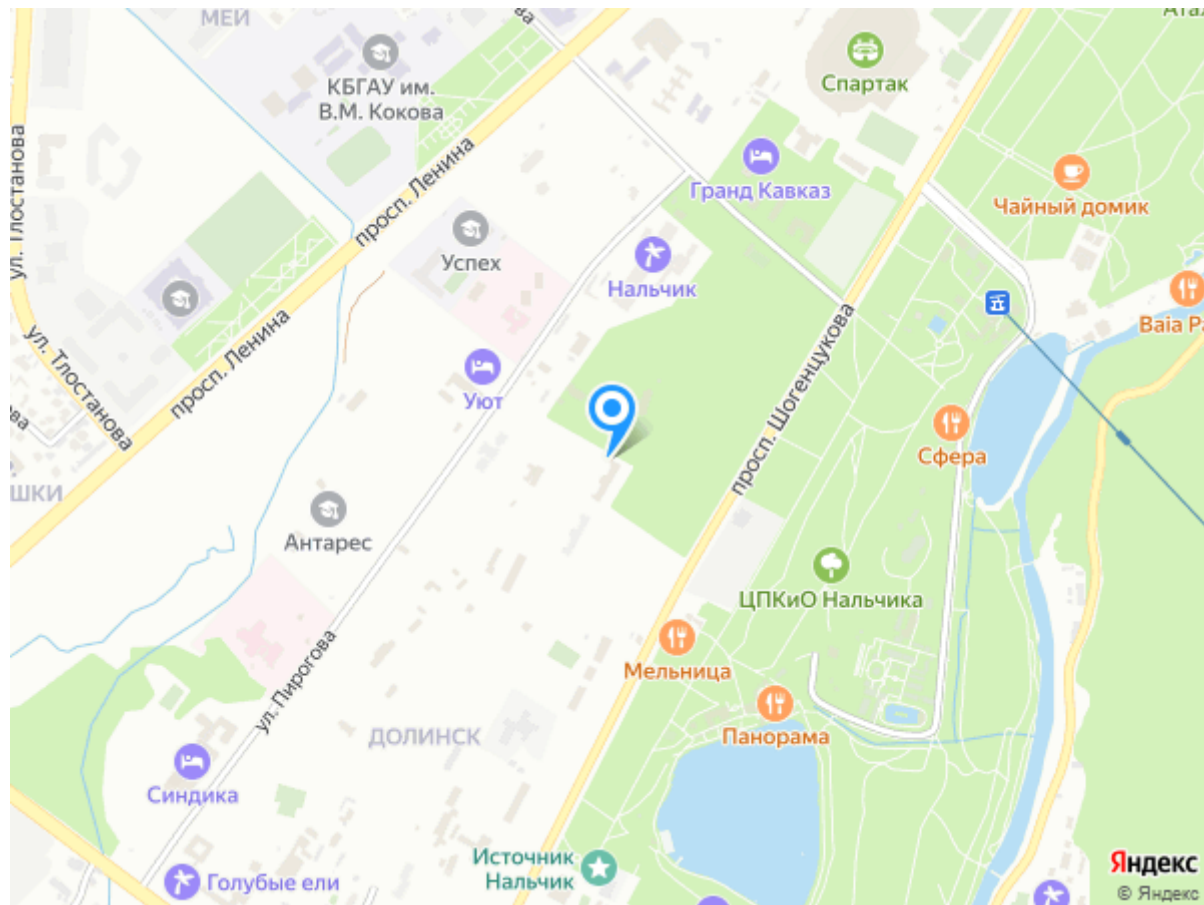 МЕЙ
КБГАУ им.
В.М. Кокова
Спартак
ул. Тлостанова
просп. Ленина
Гранд Кавказ
Чайный домик
Успех
Нальчик
Baia
ул. Тлостанова
просп. Ленина
Уют
просп. Шогенцукова
Сфера
ШКИ
Антарес
ЦПКиО Нальчика
Мельница
ул. Пирогова
Панорама
ДОЛИНСК
Синдика
Источник
Нальчик
Голубые ели
Яндекс
© Яндекс